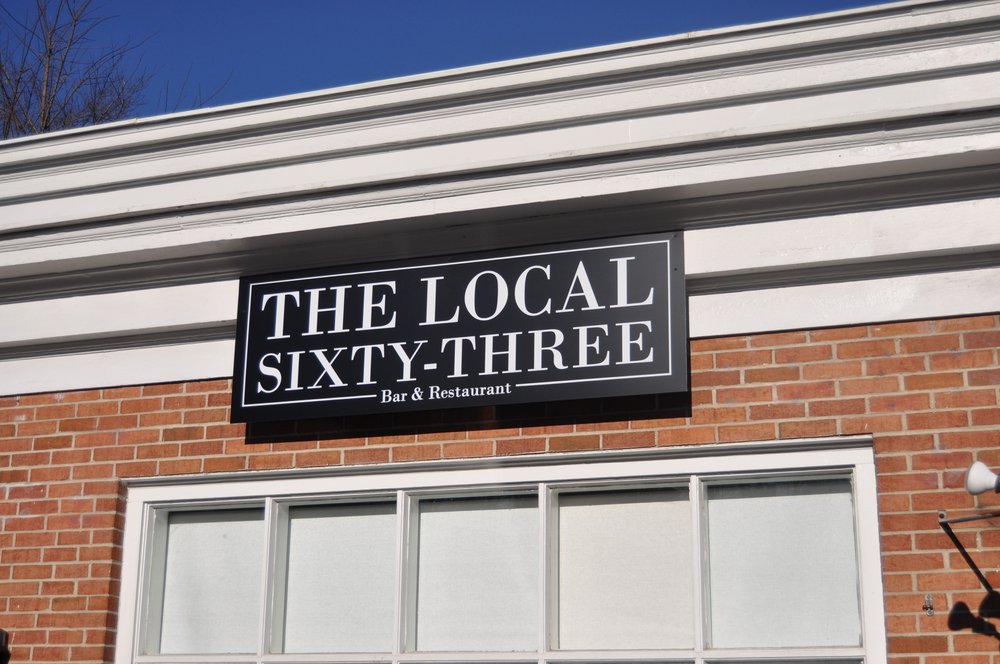 THE LOCAL
SIXTY-THREE
Bar & Restaurant